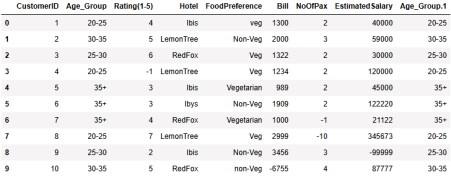 CustomerID Age_Group Rating(1-5) Hotel FoodPreference Bill NoOfPax EstimatedSalary Age_Group.1
0 1 20-25 4 Ibis veg 1300 2 40000 20-25
1 2 30-35 5 LemonTree Non-Veg 2000 3 59000 30-35
2 3 25-30 6 RedFox Veg 1322 2 30000 25-30
3 4 20-25 -1 LemonTree Veg 1234 2 120000 20-25
4 5 35+ 3 Ibis Vegetarian 989 2 45000 35+
5 6 35+ 3 Ibys Non-Veg 1909 2 122220 35+
6 7 35+ 4 RedFox Vegetarian 1000 -1 21122 35+
7 8 20-25 7 LemonTree Veg 2999 -10 345673 20-25
8 9 25-30 2 Ibis Non-Veg 3456 3 -99999 25-30
9 10 30-35 5 RedFox non-Veg -6755 4 87777 30-35